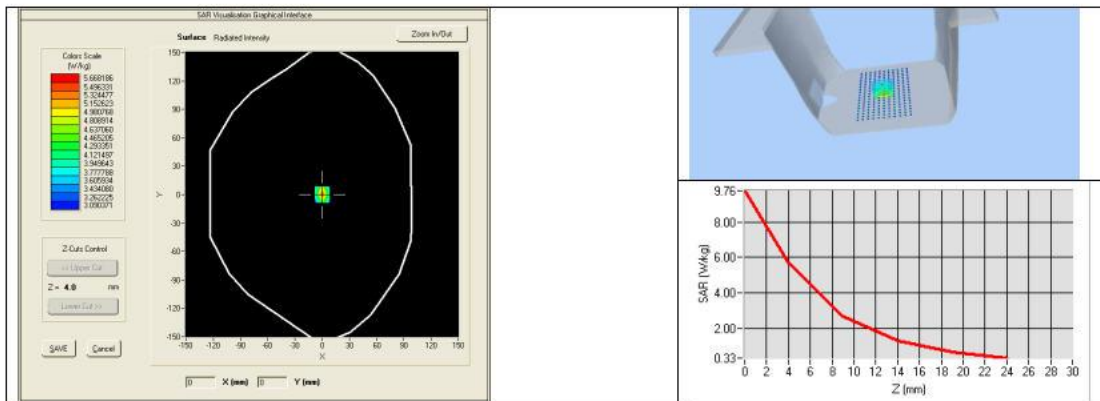 SAR Visualisation Graphical Interface
Surface Radiated Intensity
Zoom In/Out
Colors Scale
(W/kg)
5.668186
5.496331
5.324477
5.152623
4.980768
4.808914
4.637060
4.465205
4.293351
4.121497
3.949643
3.777788
3.605934
3.434080
3.262225
3.090371
Z-Cuts Control
<< Upper Cut
Z = 4.0 mm
Lower Cut >>
SAVE Cancel
150
120
90
60
30
0
-30
-60
-90
-120
-150
Y
-150 -120 -90 -60 -30 0 30 60 90 120 150
X
0 X (mm) 0 Y (mm)
9.76
8.00
6.00
4.00
2.00
0.33
SAR (W/kg)
0 2 4 6 8 10 12 14 16 18 20 22 24 26 28 30
Z (mm)